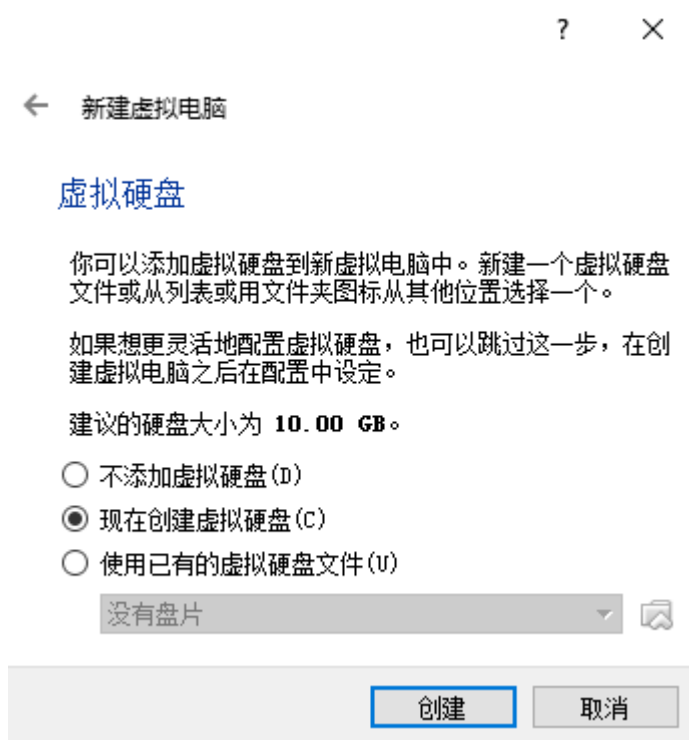 ?
新建虚拟电脑
虚拟硬盘
你可以添加虚拟硬盘到新虚拟电脑中。新建一个虚拟硬盘
文件或从列表或用文件夹图标从其他位置选择一个。
如果想更灵活地配置虚拟硬盘，也可以跳过这一步，在创
建虚拟电脑之后在配置中设定。
建议的硬盘大小为 10.00 GB。
不添加虚拟硬盘(D)
现在创建虚拟硬盘(C)
使用已有的虚拟硬盘文件(U)
没有盘片
创建 取消